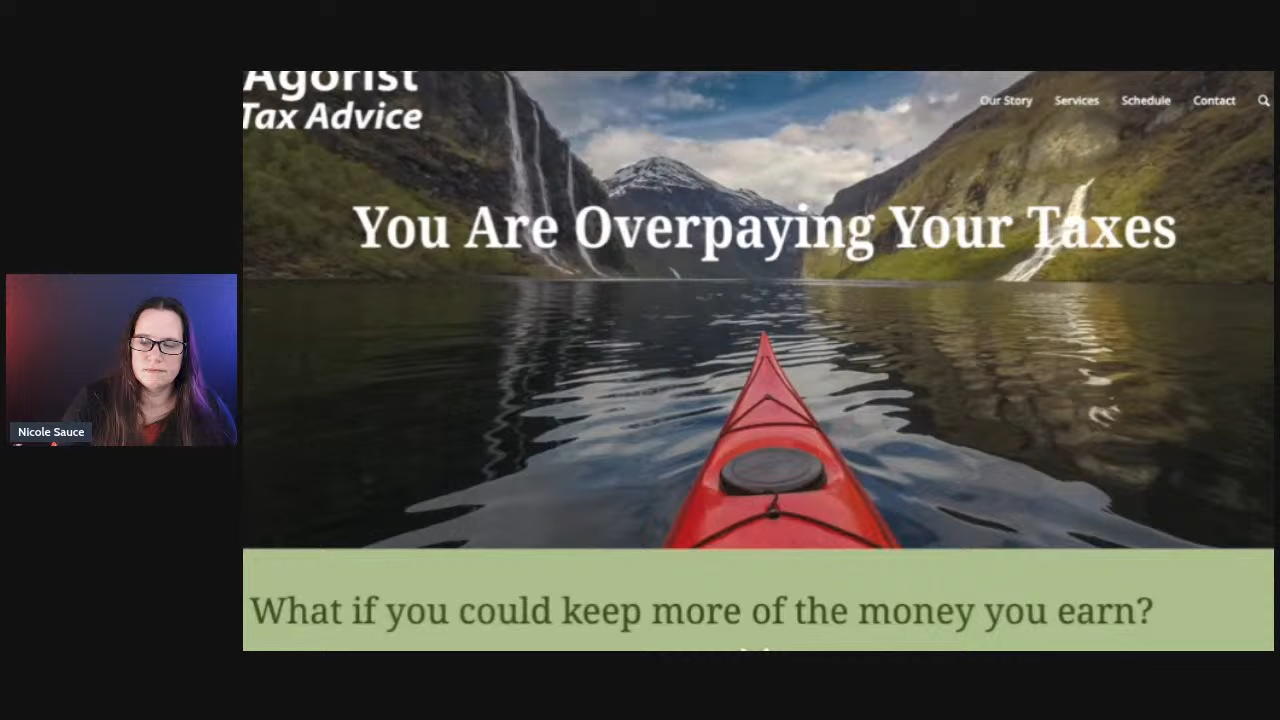 Agorist
Tax Advice
Our Story Services Schedule Contact
You Are Overpaying Your Taxes
Nicole Sauce
What if you could keep more of the money you earn?